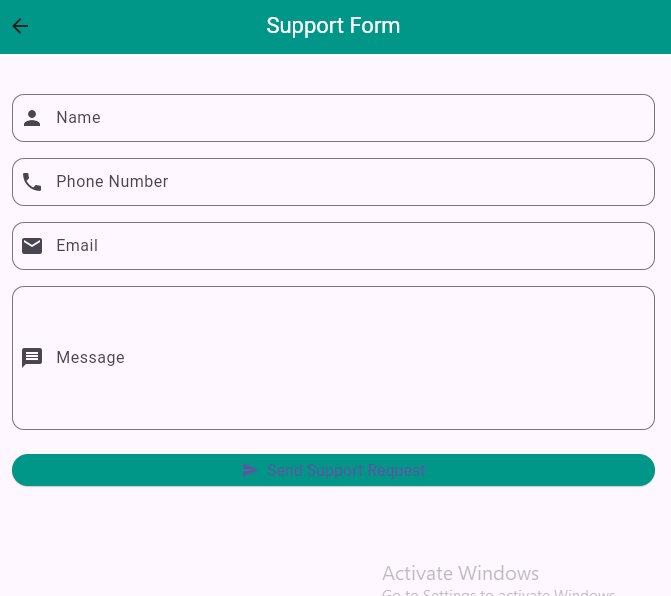 Support Form
Name
Phone Number
Email
Message
Send Support Request
Activate Windows
Go to Settings to activate Windows.